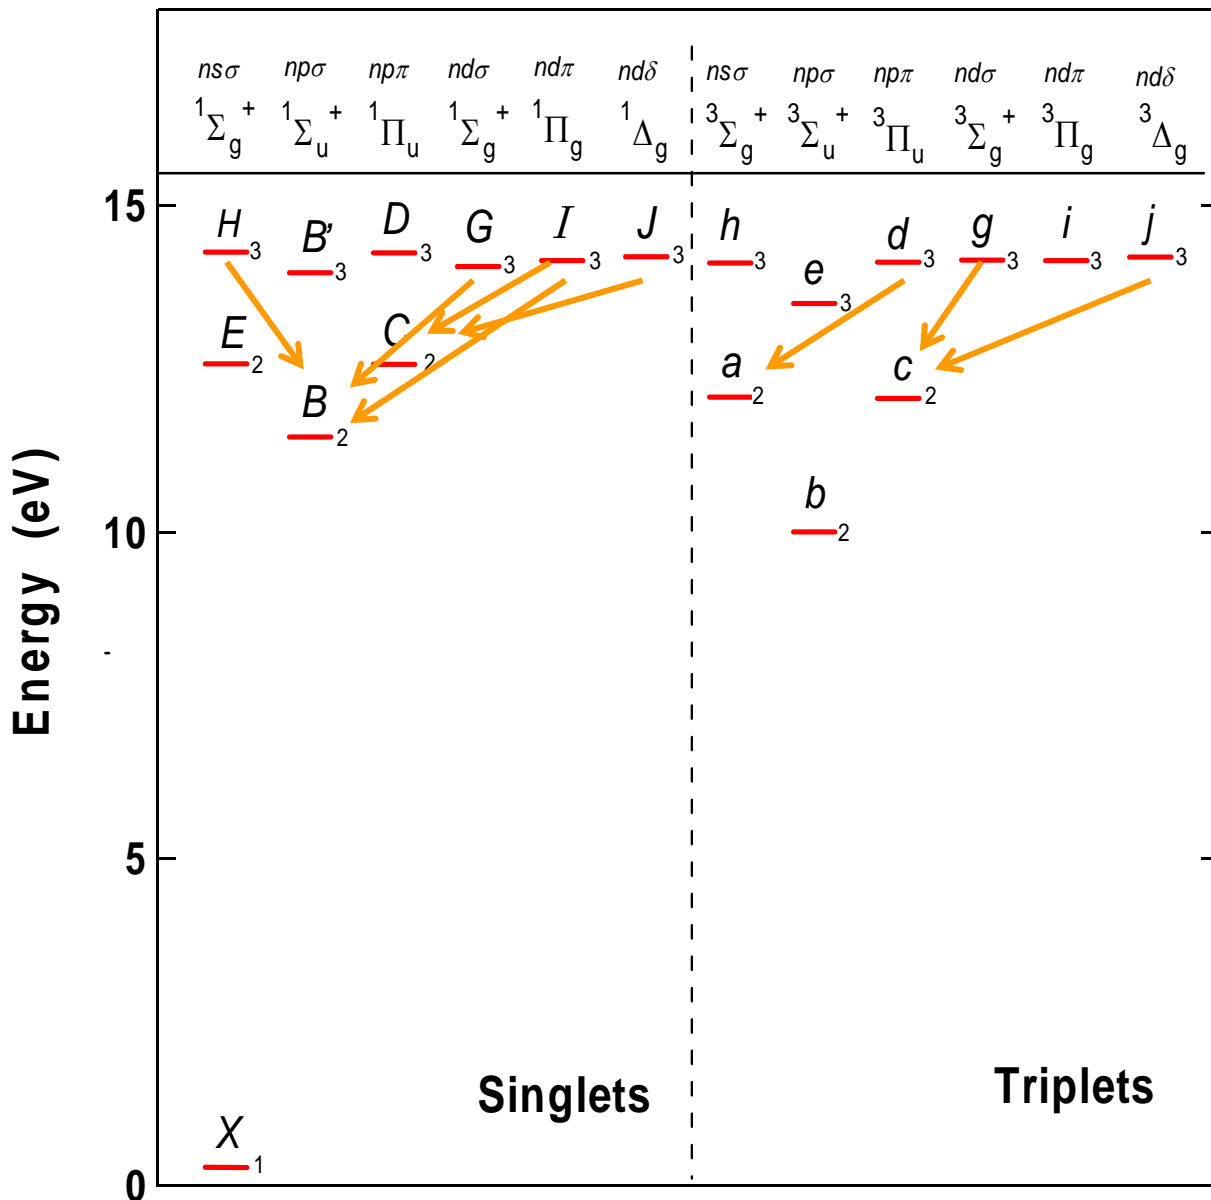 nsσ npσ npπ ndσ ndπ ndδ nsσ npσ npπ ndσ ndπ ndδ
¹Σg⁺ ¹Σu⁺ ¹Πu ¹Σg⁺ ¹Πg ¹Δg ³Σg⁺ ³Σu⁺ ³Πu ³Σg⁺ ³Πg ³Δg
15
H 3 B' 3 D 3 G 3 I 3 J 3 h 3 e 3 d 3 g 3 i 3 j 3
E 2 B 2 C 2 a 2 c 2
b 2
10
Energy (eV)
5
Singlets Triplets
X 1
0